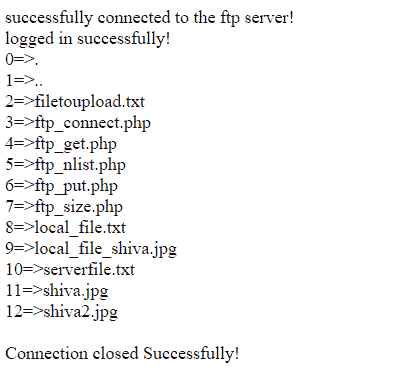 successfully connected to the ftp server!
logged in successfully!
0=>.
1=>..
2=>filetoupload.txt
3=>ftp_connect.php
4=>ftp_get.php
5=>ftp_nlist.php
6=>ftp_put.php
7=>ftp_size.php
8=>local_file.txt
9=>local_file_shiva.jpg
10=>serverfile.txt
11=>shiva.jpg
12=>shiva2.jpg
Connection closed Successfully!